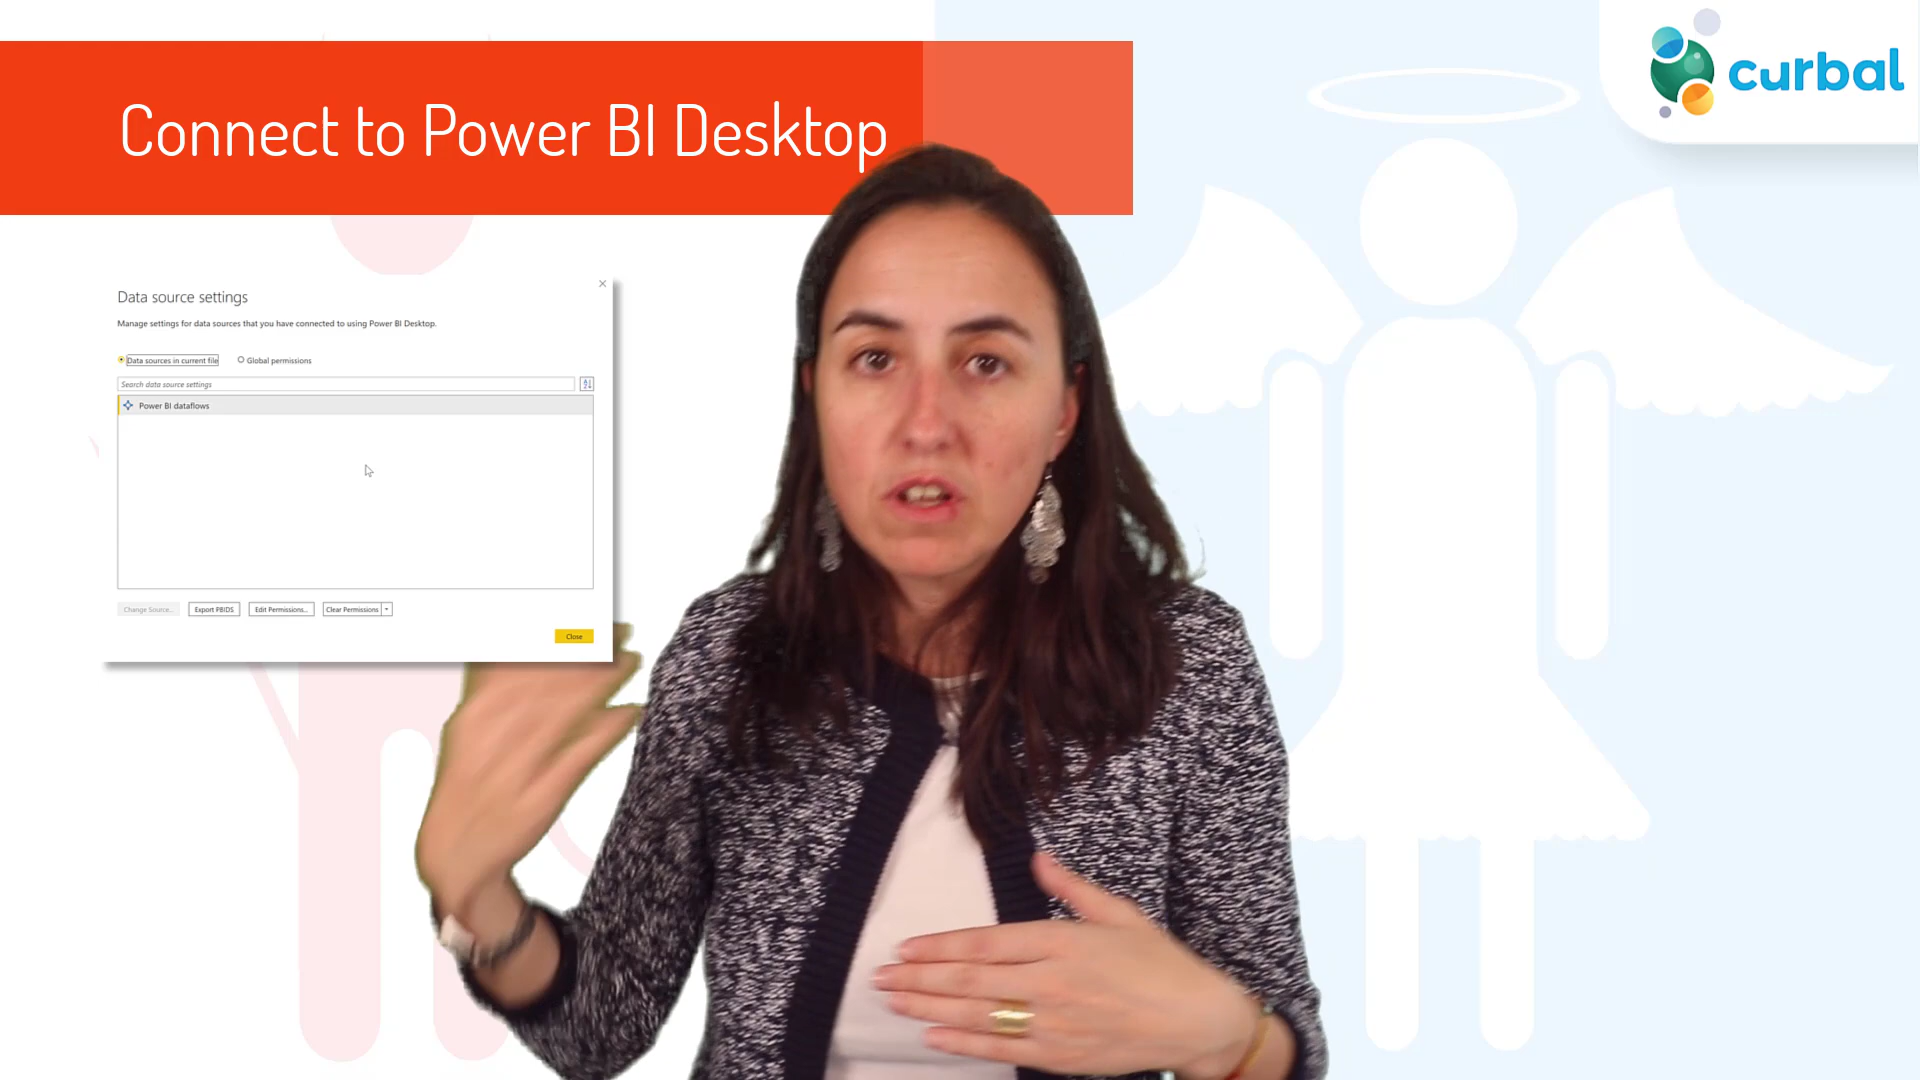 Connect to Power BI Desktop
curbal
Data source settings
Manage settings for data sources that you have connected to using Power BI Desktop.
Data sources in current file
Global permissions
Search data source settings
Power BI dataflows
Change Source...
Export PBIDS
Edit Permissions...
Clear Permissions
Close